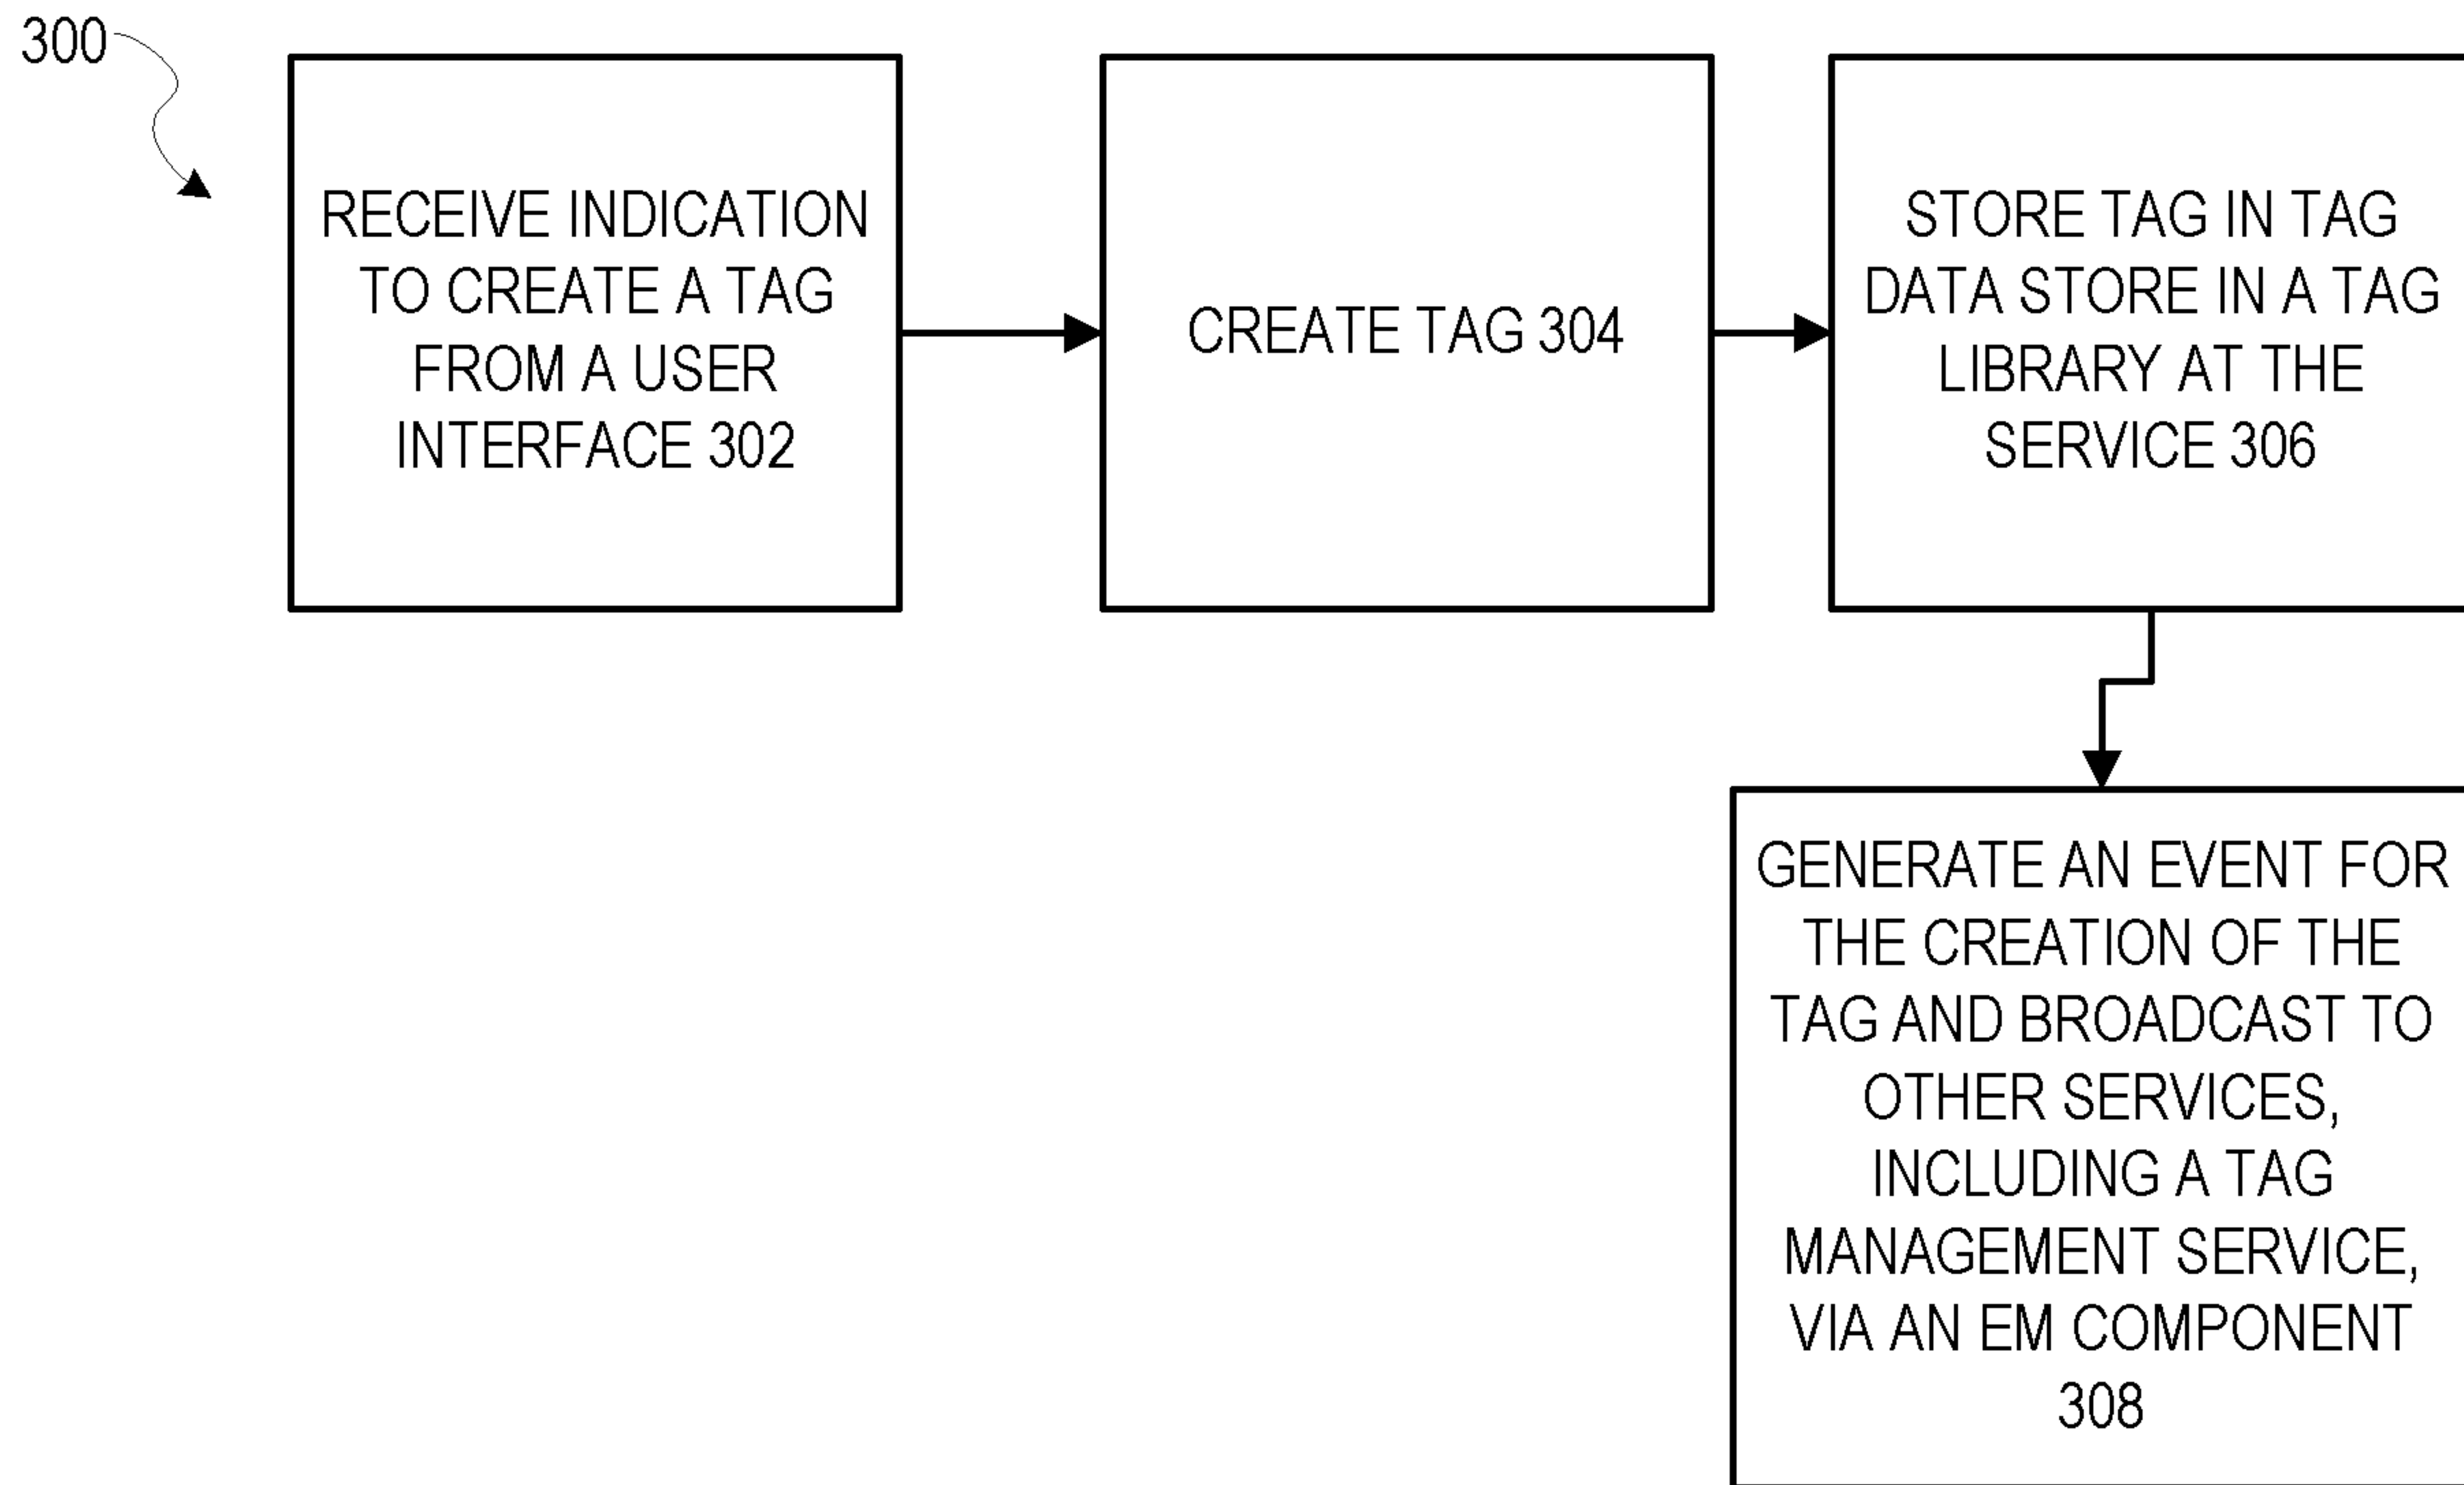 300
RECEIVE INDICATION
TO CREATE A TAG
FROM A USER
INTERFACE 302
CREATE TAG 304
STORE TAG IN TAG
DATA STORE IN A TAG
LIBRARY AT THE
SERVICE 306
GENERATE AN EVENT FOR
THE CREATION OF THE
TAG AND BROADCAST TO
OTHER SERVICES,
INCLUDING A TAG
MANAGEMENT SERVICE,
VIA AN EM COMPONENT
308